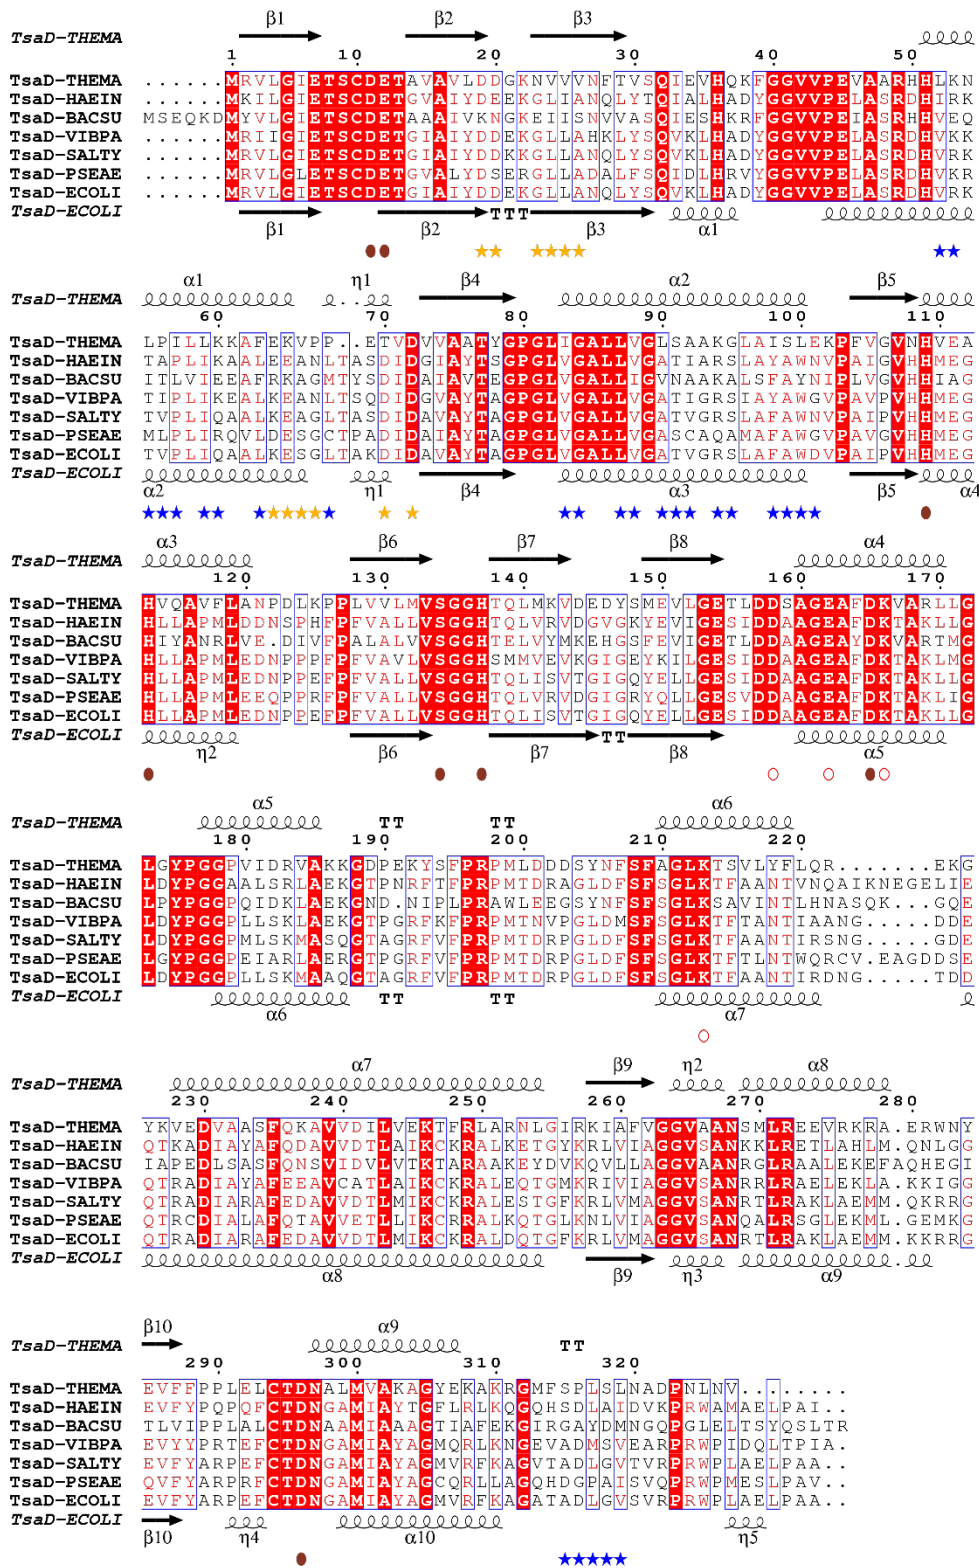 β1 β2 β3
TsaD-THEMA
1 10 20 30 40 50
TsaD-THEMA ......MRVLGIETSCDETAVAVLDDGKNVVVNFTVSQIEVHQKFGGVVPEVAARHHLKN
TsaD-HAEIN ......MKILGIETSCDETGVAIYDEEKGLIANQLYTQIALHADYGGVVPELASRDHIRK
TsaD-BACSU MSEQKDMYVLGIETSCDETAAAIVKNGKEIISNVVASQIESHKRFGGVVPEIASRHHVEQ
TsaD-VIBPA ......MRIIGIETSCDETGIAIYDDEKGLLAHKLYSQVKLHADYGGVVPELASRDHVKK
TsaD-SALTY ......MRVLGIETSCDETGIAIYDDKKGLLANQLYSQVKLHADYGGVVPELASRDHVRK
TsaD-PSEAE ......MRVLGLETSCDETGVALYDSERGLLADALFSQIDLHRVYGGVVPELASRDHVKR
TsaD-ECOLI ......MRVLGIETSCDETGIAIYDDEKGLLANQLYSQVKLHADYGGVVPELASRDHVRK
TsaD-ECOLI TTT
β1 β2 β3 α1
α1 η1 β4 α2 β5
TsaD-THEMA
60 70 80 90 100 110
TsaD-THEMA LPILLKKAFEKVPP..ETVDVVAATYGPGLIGALLVGLSAAKGLAISLEKPFVGVNHVEA
TsaD-HAEIN TAPLIKAALEEANLTASDIDGIAYTSGPGLVGALLVGATIARSLAYAWNVPAIGVHHMEG
TsaD-BACSU ITLVIEEAFRKAGMTYSDIDAIAVTEGPGLVGALLIGVNAAKALSFAYNIPLVGVHHIAG
TsaD-VIBPA TIPLIKEALKEANLTSQDIDGVAYTAGPGLVGALLVGATIGRSIAYAWGVPAVPVHHMEG
TsaD-SALTY TVPLIQAALKEAGLTASDIDAVAYTAGPGLVGALLVGATVGRSLAFAWNVPAIPVHHMEG
TsaD-PSEAE MLPLIRQVLDESGCTPADIDAIAYTAGPGLVGALLVGASCAQAMAFAWGVPAVGVHHMEG
TsaD-ECOLI TVPLIQAALKESGLTAKDIDAVAYTAGPGLVGALLVGATVGRSLAFAWDVPAIPVHHMEG
TsaD-ECOLI
α2 η1 β4 α3 β5 α4
α3 β6 β7 β8 α4
TsaD-THEMA
120 130 140 150 160 170
TsaD-THEMA HVQAVFLANPDLKPPLVVLMVSGGHTQLMKVDEDYSMEVLGETLDDSAGEAFDKVARLLG
TsaD-HAEIN HLLAPMLDDNSPHFPFVALLVSGGHTQLVRVDGVGKYEVIGESIDDAAGEAFDKTAKLLG
TsaD-BACSU HIYANRLVE.DIVFPALALVVSGGHTELVYMKEHGSFEVIGETLDDAAGEAYDKVARTMG
TsaD-VIBPA HLLAPMLEDNPPPFPFVAVLVSGGHSMMVEVKGIGEYKILGESIDDAAGEAFDKTAKLMG
TsaD-SALTY HLLAPMLEDNPPEFPFVALLVSGGHTQLISVTGIGQYELLGESIDDAAGEAFDKTAKLLG
TsaD-PSEAE HLLAPMLEEQPPRFPFVALLVSGGHTQLVRVDGIGRYQLLGESVDDAAGEAFDKTAKLIG
TsaD-ECOLI HLLAPMLEDNPPEFPFVALLVSGGHTQLISVTGIGQYELLGESIDDAAGEAFDKTAKLLG
TsaD-ECOLI TT
η2 β6 β7 β8 α5
α5 α6
TsaD-THEMA TT TT
180 190 200 210 220
TsaD-THEMA LGYPGGPVIDRVAKKGDPEKYSFPRPMLDDDSYNFSFAGLKTSVLYFLQR.......EKG
TsaD-HAEIN LDYPGGAALSRLAEKGTPNRFTFPRPMTDRAGLDFSFSGLKTFAANTVNQAIKNEGELIE
TsaD-BACSU LPYPGGPQIDKLAEKGNDN.IPLPRAWLEEGSYNFSFSGLKSAVINTLHNASQK...GQE
TsaD-VIBPA LDYPGGPLLSKLAEKGTPGRFKFPRPMTNVPGLDMSFSGLKTFTANTIAANG.....DDE
TsaD-SALTY LDYPGGPMLSKMASQGTAGRFVFPRPMTDRPGLDFSFSGLKTFAANTIRSNG.....GDE
TsaD-PSEAE LGYPGGPEIARLAERGTPGRFVFPRPMTDRPGLDFSFSGLKTFTLNTWQRCV.EAGDDSE
TsaD-ECOLI LDYPGGPLLSKMAAQGTAGRFVFPRPMTDRPGLDFSFSGLKTFAANTIRDNG.....TDD
TsaD-ECOLI TT TT
α6 α7
α7 β9 η2 α8
TsaD-THEMA
230 240 250 260 270 280
TsaD-THEMA YKVEDVAASFQKAVVDILVEKTFRLARNLGIRKIAFVGGVAANSMLREEVRKRA.ERWNY
TsaD-HAEIN QTKADIAYAFQDAVVDTLAIKCKRALKETGYKRLVIAGGVSANKKLRETLAHLM.QNLGG
TsaD-BACSU IAPEDLSASFQNSVIDVLVTKTARAAKEYDVKQVLLAGGVAANRGLRAALEKEFAQHEGI
TsaD-VIBPA QTRADIAYAFEEAVCATLAIKCKRALEQTGMKRIVIAGGVSANRRLRAELEKLA.KKIGG
TsaD-SALTY QTRADIARAFEDAVVDTLMIKCKRALESTGFKRLVMAGGVSANRTLRAKLAEMM.QKRRG
TsaD-PSEAE QTRCDIALAFQTAVVETLLIKCRRALKQTGLKNLVIAGGVSANQALRSGLEKML.GEMKG
TsaD-ECOLI QTRADIARAFEDAVVDTLMIKCKRALDQTGFKRLVMAGGVSANRTLRAKLAEMM.KKRRG
TsaD-ECOLI
α8 β9 η3 α9
β10 α9
TsaD-THEMA TT
290 300 310 320
TsaD-THEMA EVFFPPLELCTDNALMVAKAGYEKAKRGMFSPLSLNADPNLNV.......
TsaD-HAEIN EVFYPQPQFCTDNGAMIAYTGFLRLKQGQHSDLAIDVKPRWAMAELPAI..
TsaD-BACSU TLVIPPLALCTDNAAMIAAAGTIAFEKGIRGAYDMNGQPGLELTSYQSLTR
TsaD-VIBPA EVYYPRTEFCTDNGAMIAYAGMQRLKNGEVADMSVEARPRWPIDQLTPIA.
TsaD-SALTY EVFYARPEFCTDNGAMIAYAGMVRFKAGVTADLGVTVRPRWPLAELPAA..
TsaD-PSEAE QVFYARPRFCTDNGAMIAYAGCQRLLAGQHDGPAISVQPRWPMESLPAV..
TsaD-ECOLI EVFYARPEFCTDNGAMIAYAGMVRFKAGATADLGVSVRPRWPLAELPAA..
TsaD-ECOLI
β10 η4 α10 η5